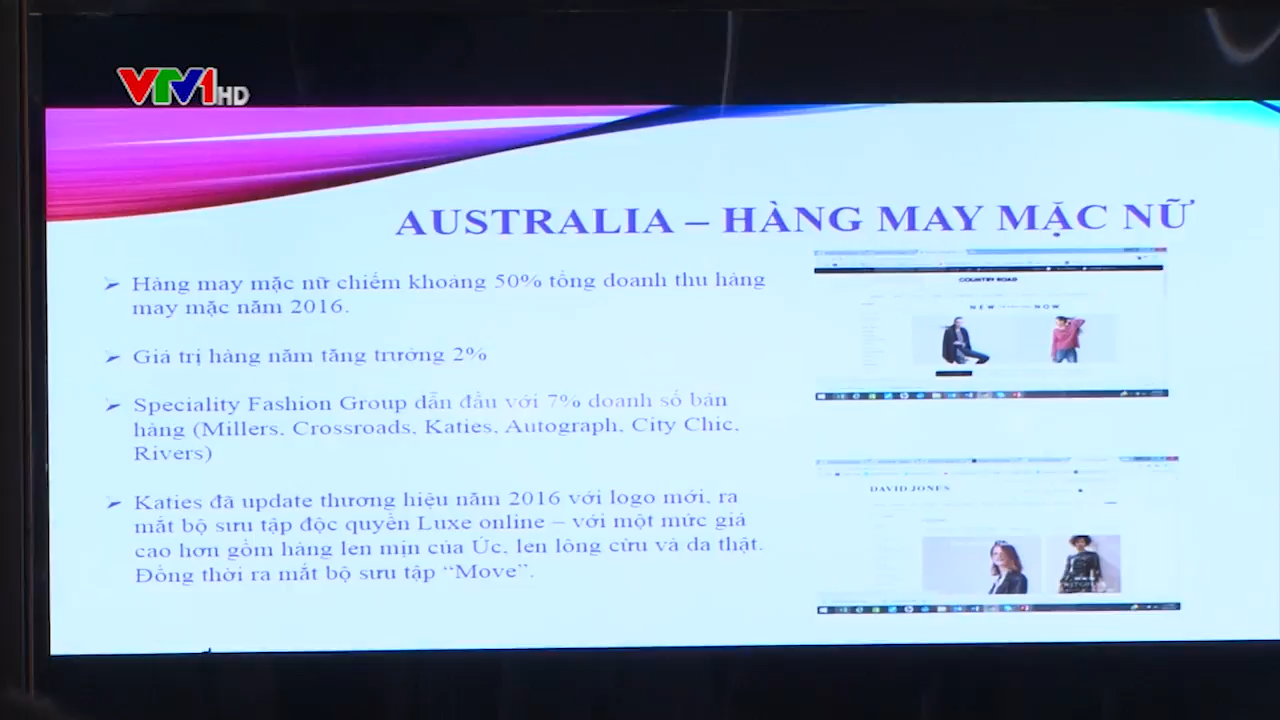 VTV1 HD
AUSTRALIA – HÀNG MAY MẶC NỮ
➢ Hàng may mặc nữ chiếm khoảng 50% tổng doanh thu hàng
may mặc năm 2016.
➢ Giá trị hàng năm tăng trưởng 2%
➢ Speciality Fashion Group dẫn đầu với 7% doanh số bán
hàng (Millers, Crossroads, Katies, Autograph, City Chic,
Rivers)
➢ Katies đã update thương hiệu năm 2016 với logo mới, ra
mắt bộ sưu tập độc quyền Luxe online – với một mức giá
cao hơn gồm hàng len mịn của Úc, len lông cừu và da thật.
Đồng thời ra mắt bộ sưu tập “Move”.
COUNTRY ROAD
NEW NOW
DAVID JONES